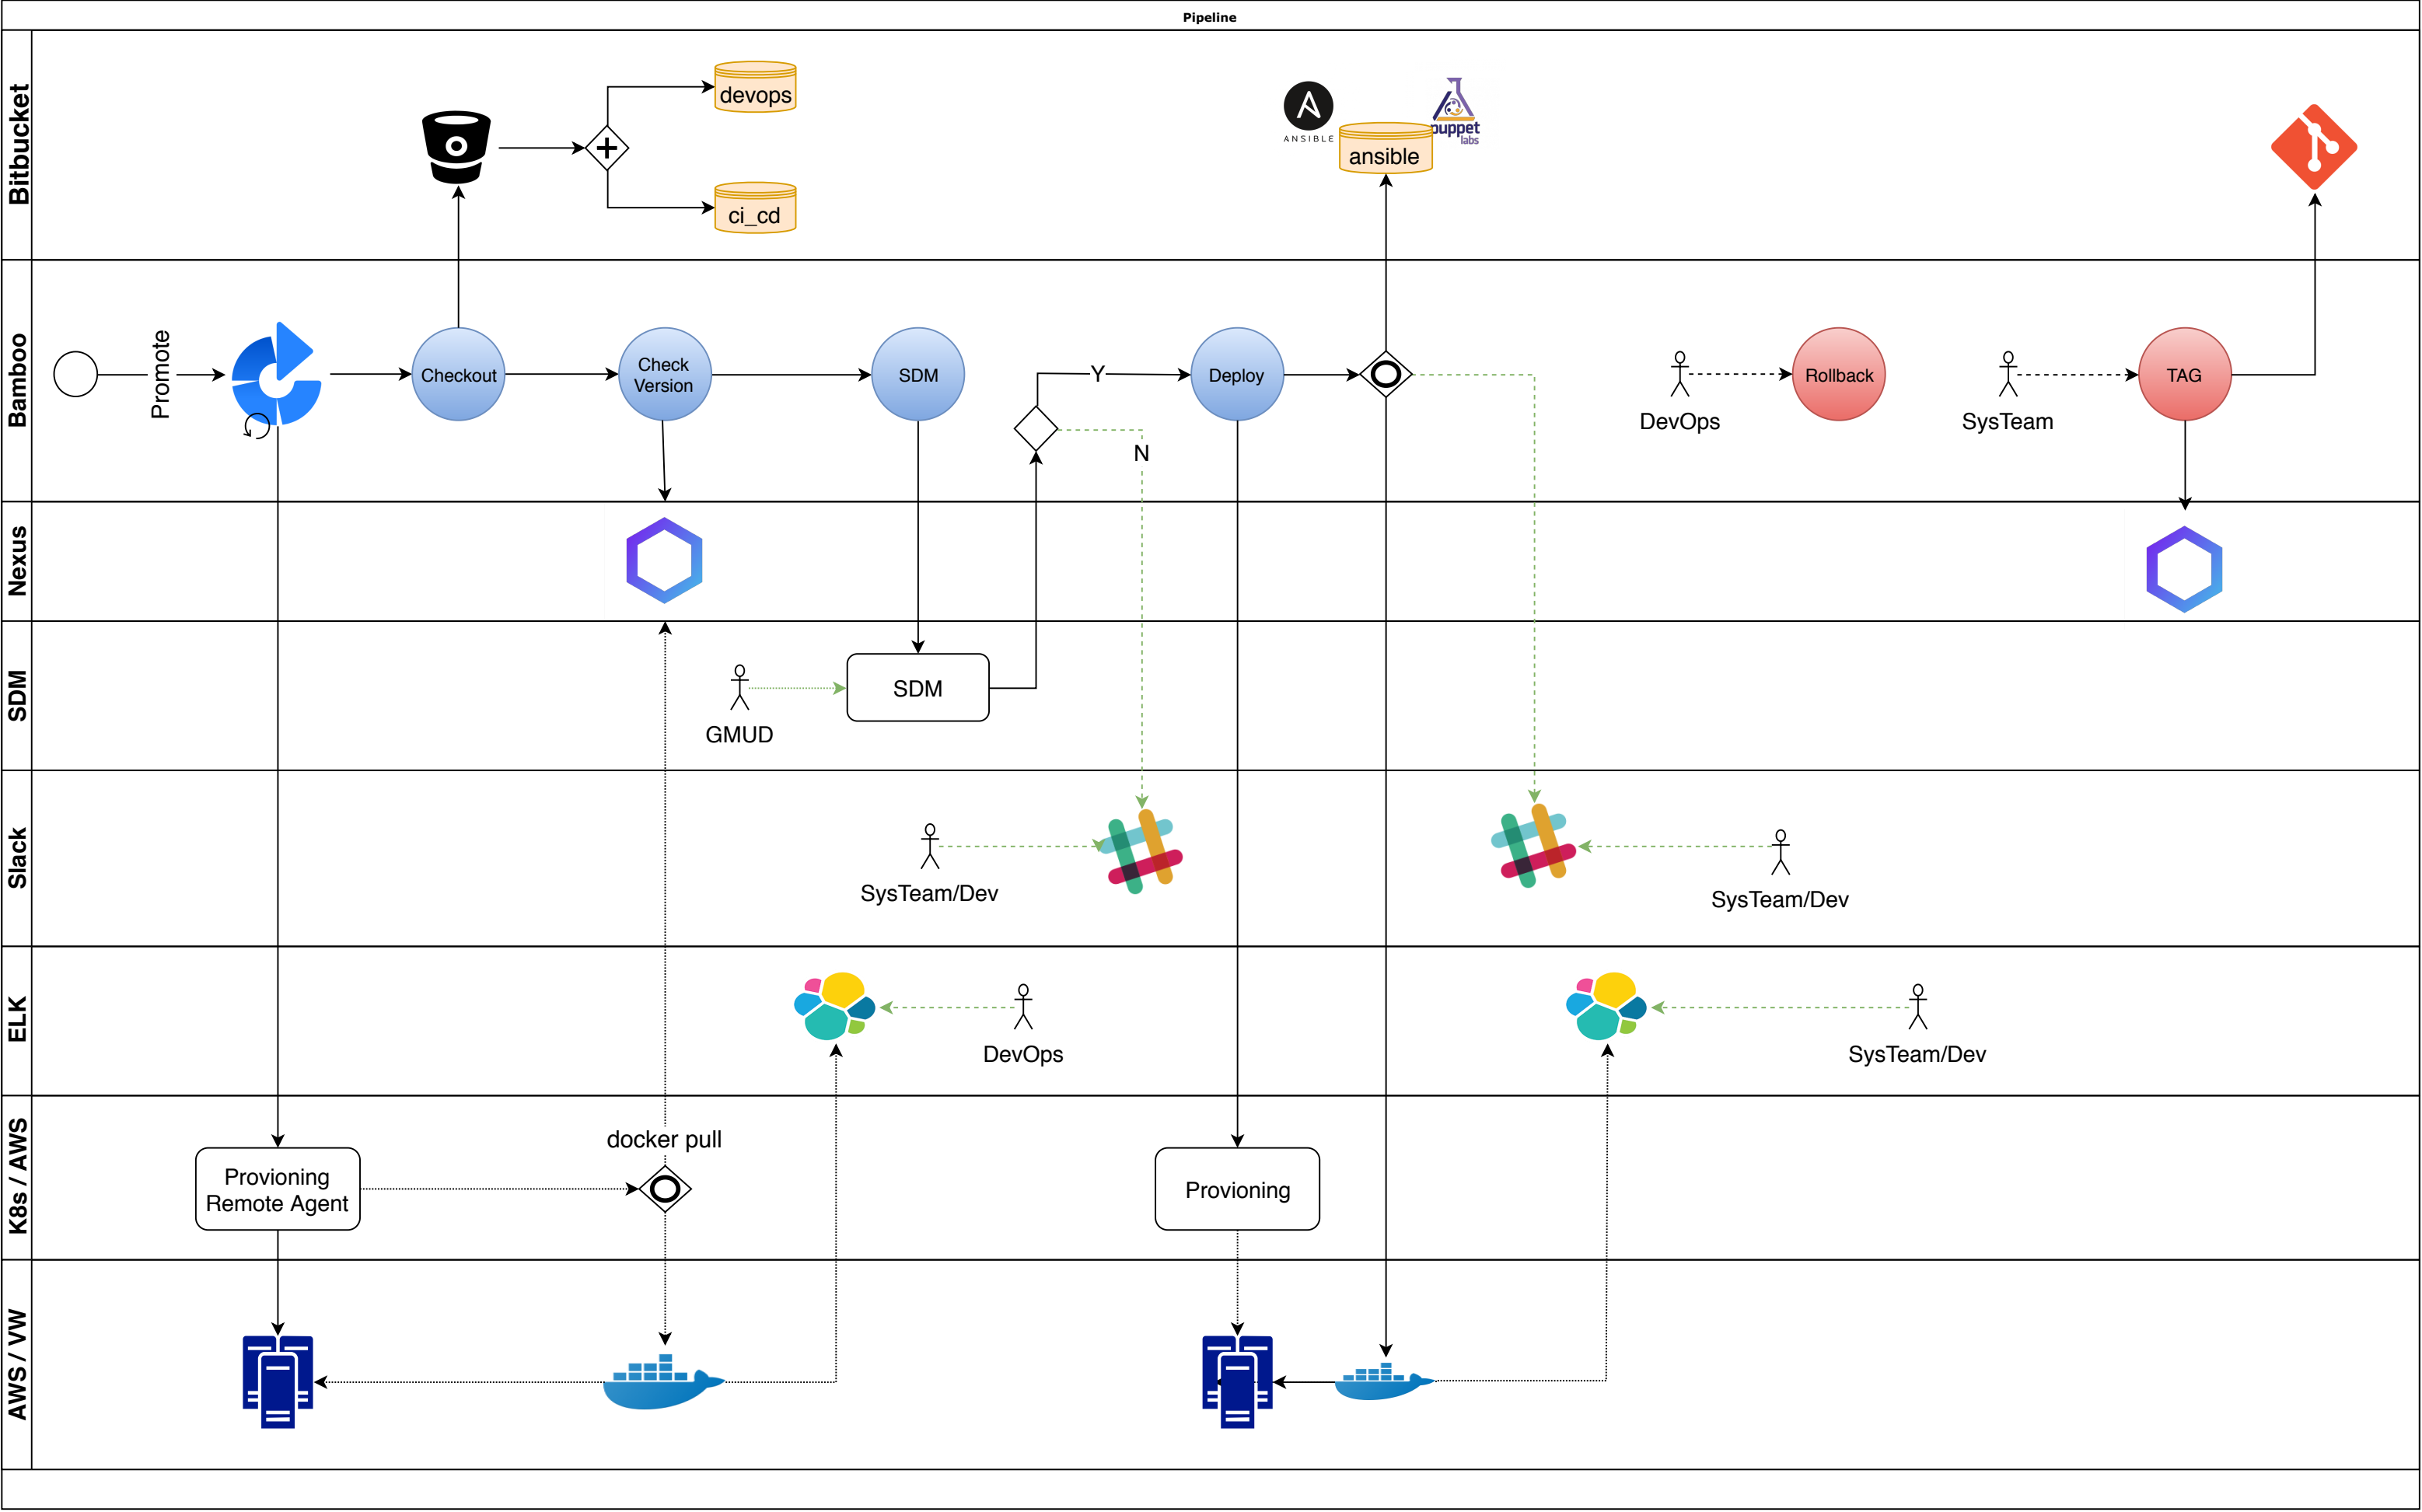 Pipeline
Bitbucket
devops
ci_cd
ANSIBLE
ansible
puppet
labs
Bamboo
Promote
Checkout
Check
Version
SDM
Y
N
Deploy
DevOps
Rollback
SysTeam
TAG
Nexus
SDM
GMUD
SDM
Slack
SysTeam/Dev
SysTeam/Dev
ELK
DevOps
SysTeam/Dev
K8s / AWS
docker pull
Provioning
Remote Agent
Provioning
AWS / VW